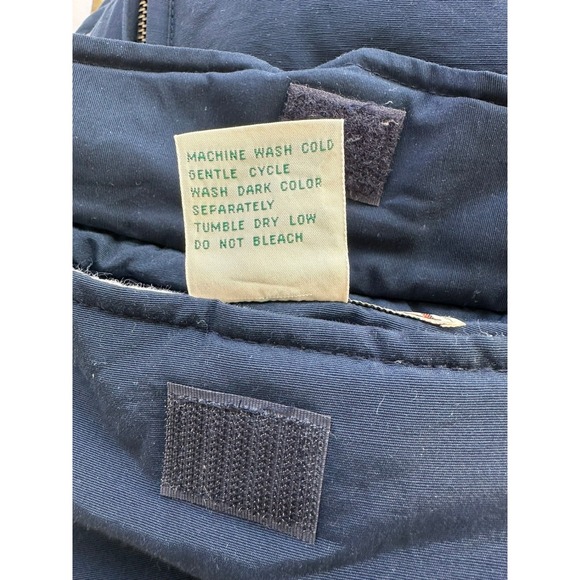 MACHINE WASH COLD
GENTLE CYCLE
WASH DARK COLOR
SEPARATELY
TUMBLE DRY LOW
DO NOT BLEACH